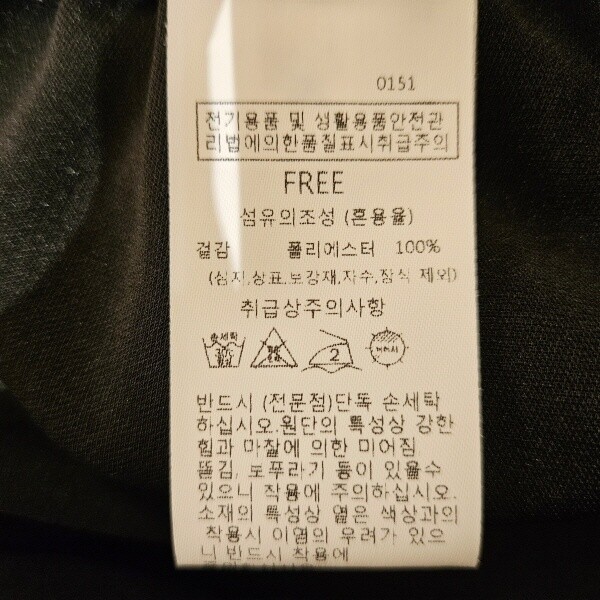 0151
전기용품 및 생활용품안전관
리법에의한품질표시취급주의
FREE
섬유의조성 (혼용율)
겉감 폴리에스터 100%
(심지,상표,보강재,자수,장식 제외)
취급상주의사항
손세탁
30℃
중성
2
반드시 (전문점)단독 손세탁
하십시오.원단의 특성상 강한
힘과 마찰에 의한 미어짐
뜯김, 보푸라기 등이 있을수
있으니 착용에 주의하십시오.
소재의 특성상 옅은 색상과의
착용시 이염의 우려가 있으
니 반드시 착용에